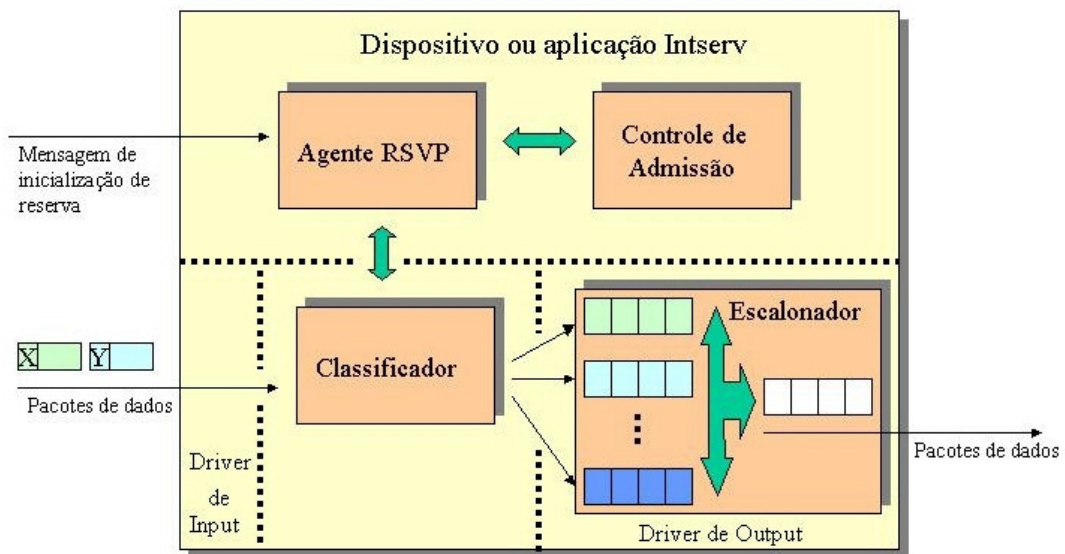 Dispositivo ou aplicação Intserv
Agente RSVP
Controle de
Admissão
Mensagem de
inicialização de
reserva
X
Y
Pacotes de dados
Classificador
Escalonador
Pacotes de dados
Driver
de
Input
Driver de Output